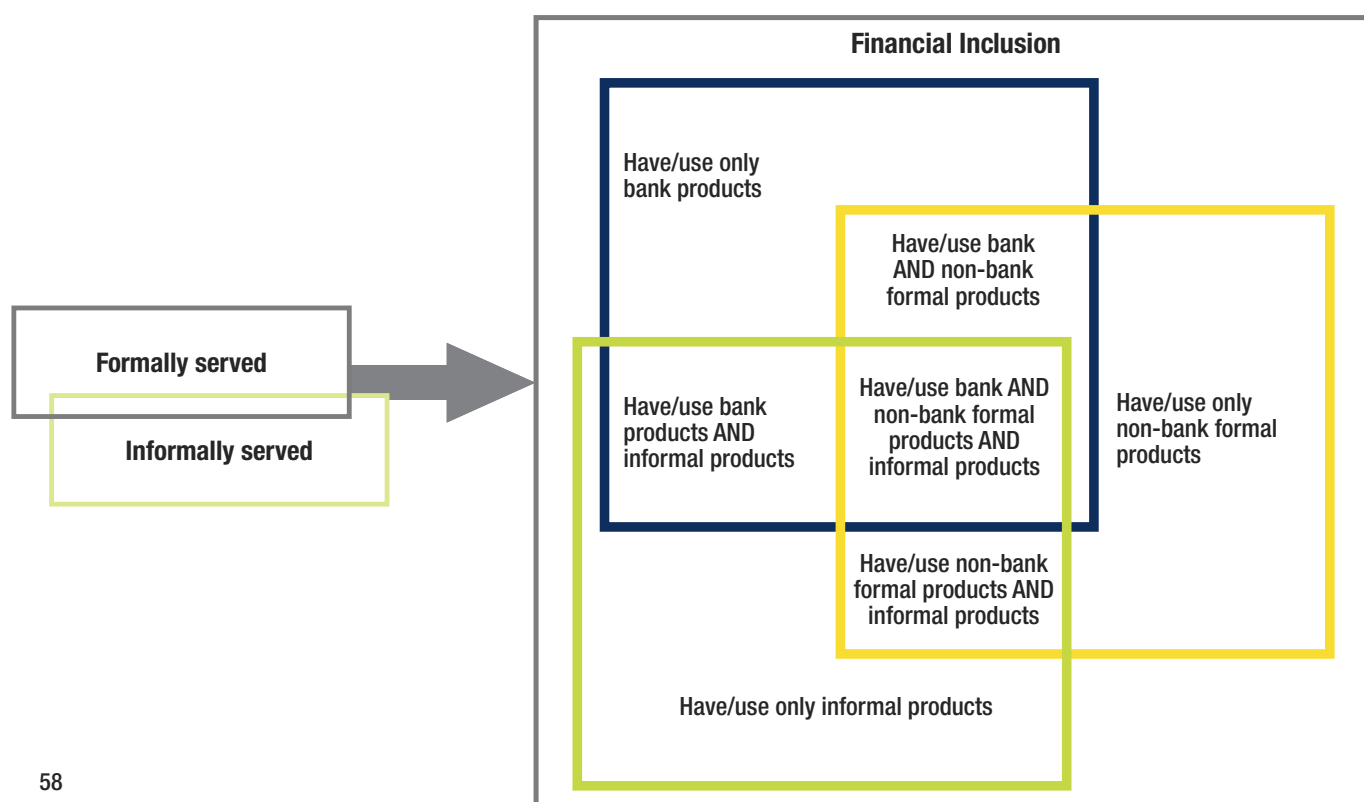 Financial Inclusion
Have/use only
bank products
Have/use bank
AND non-bank
formal products
Formally served
Informally served
Have/use bank
products AND
informal products
Have/use bank AND
non-bank formal
products AND
informal products
Have/use only
non-bank formal
products
Have/use non-bank
formal products AND
informal products
Have/use only informal products
58